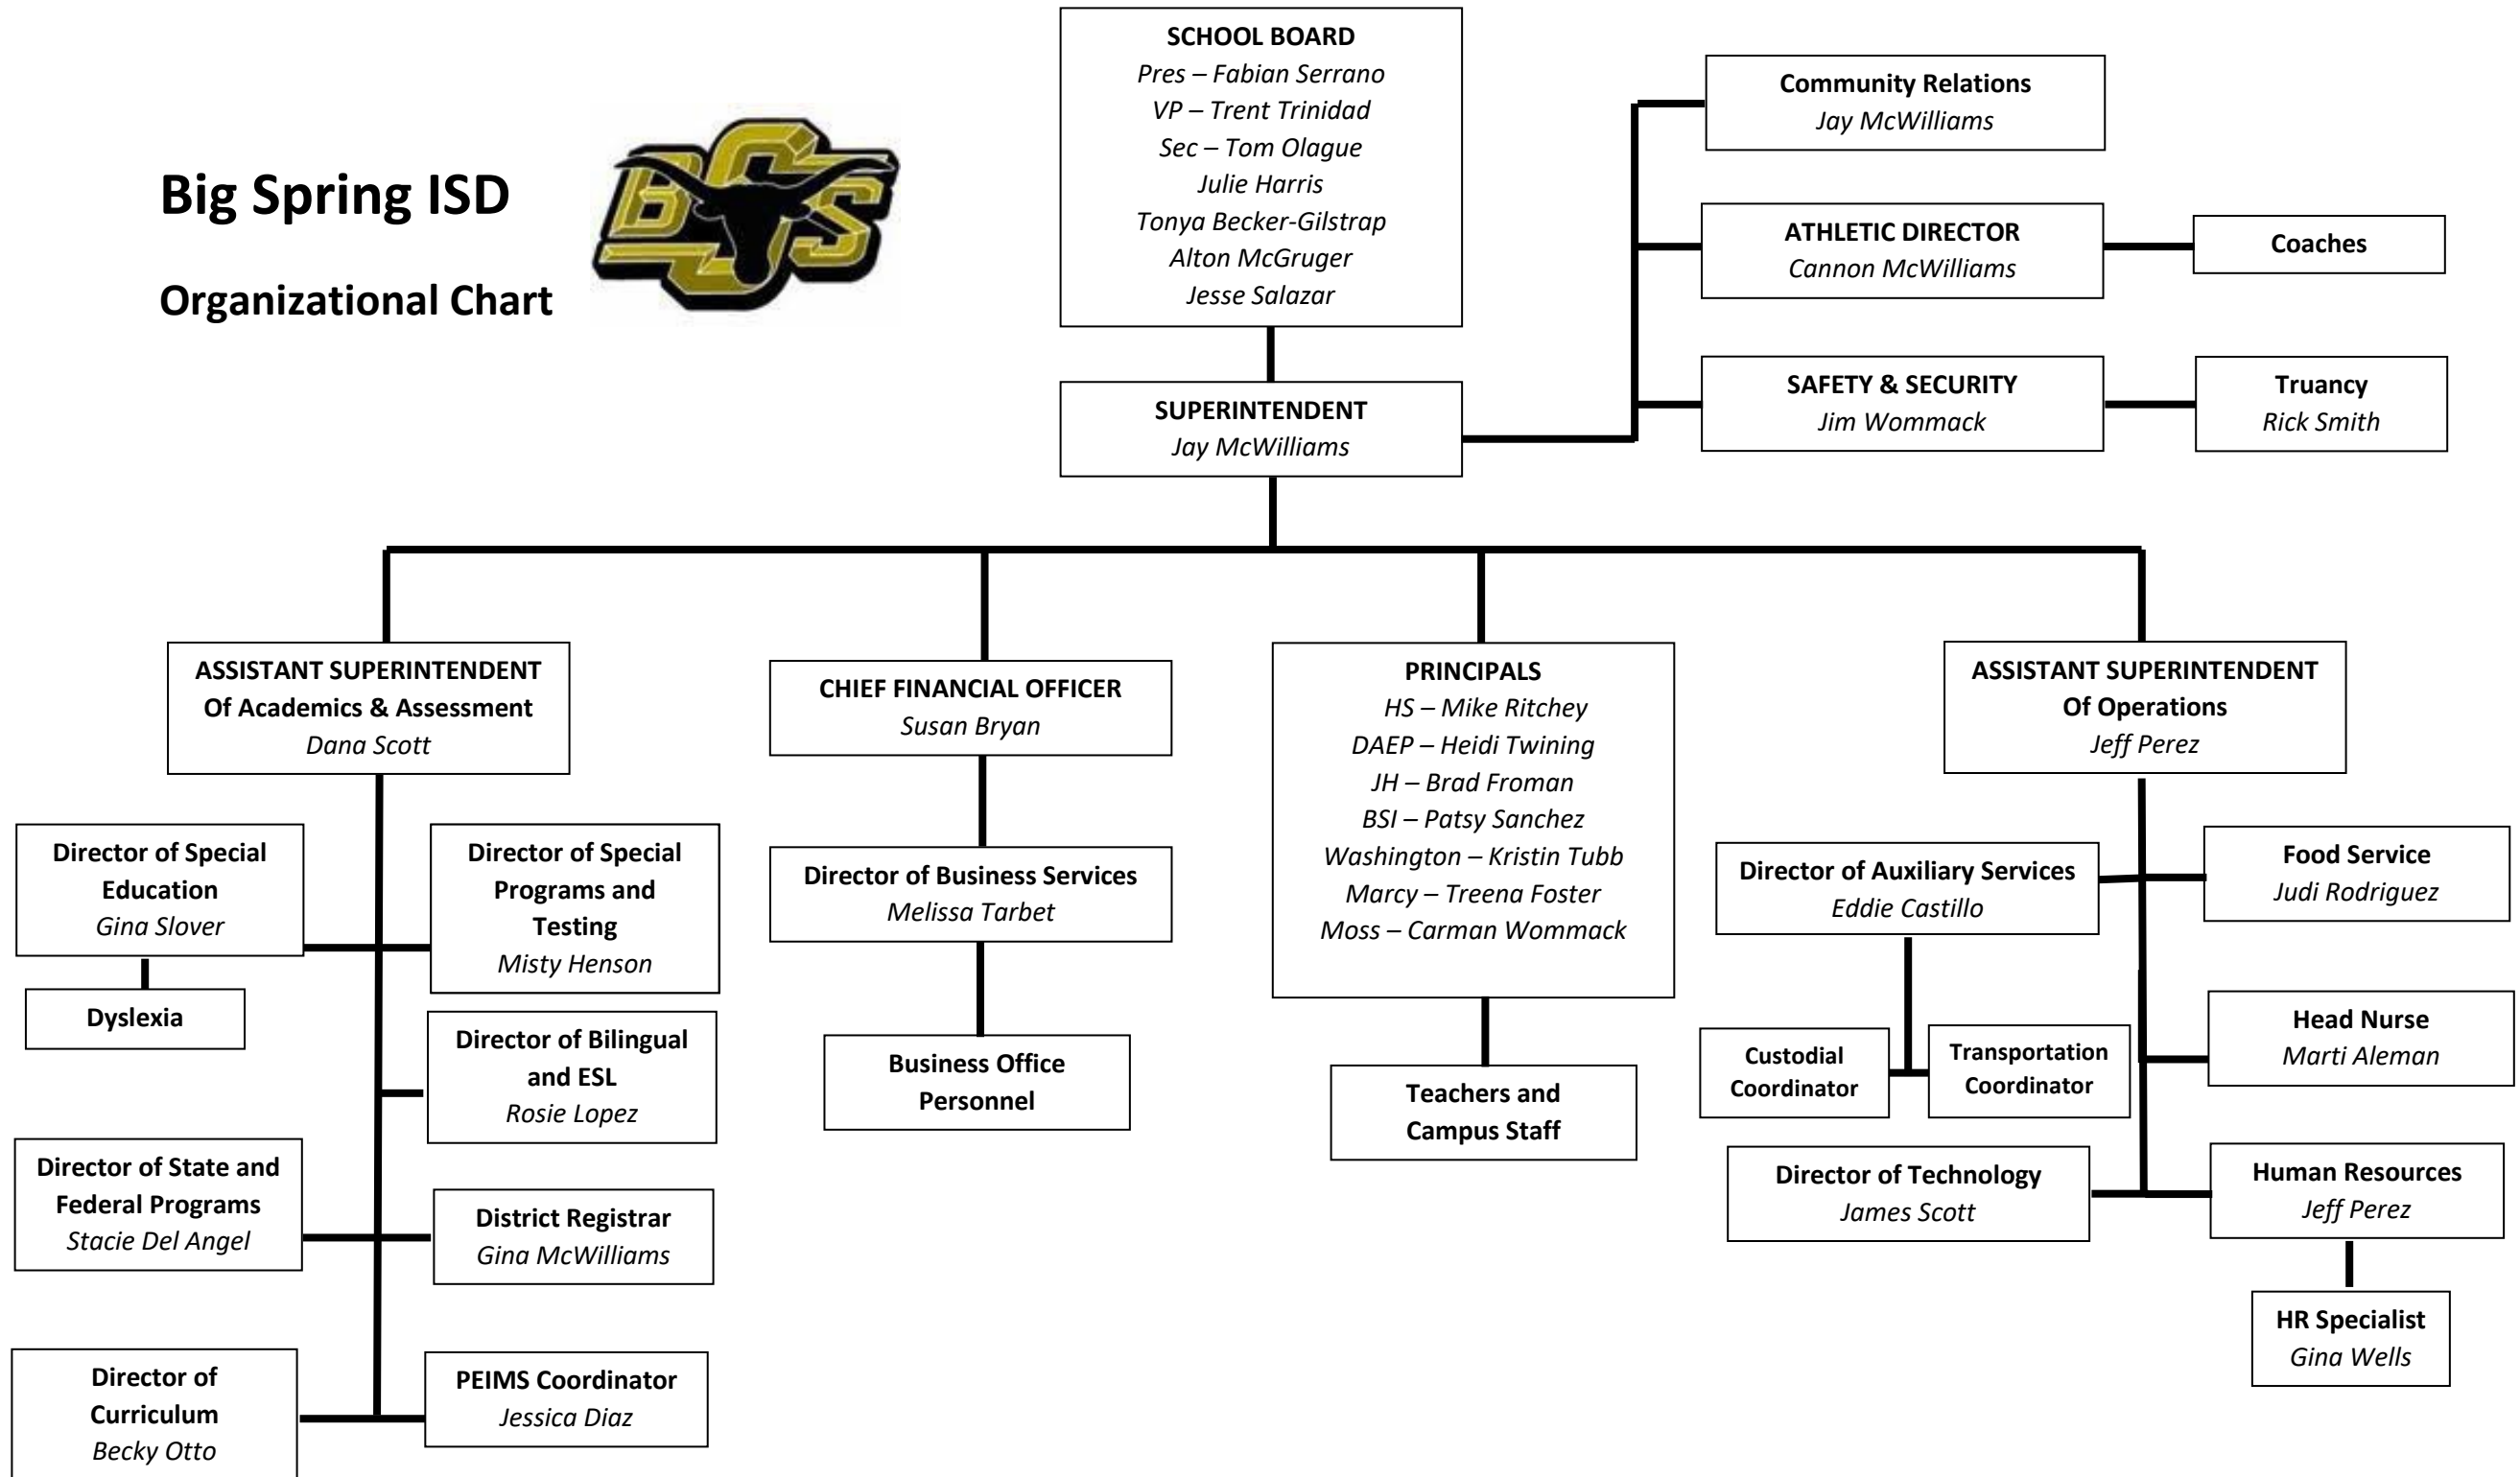 Big Spring ISD
Organizational Chart
BSS
SCHOOL BOARD
Pres – Fabian Serrano
VP – Trent Trinidad
Sec – Tom Olague
Julie Harris
Tonya Becker-Gilstrap
Alton McGruger
Jesse Salazar
SUPERINTENDENT
Jay McWilliams
Community Relations
Jay McWilliams
ATHLETIC DIRECTOR
Cannon McWilliams
Coaches
SAFETY & SECURITY
Jim Wommack
Truancy
Rick Smith
ASSISTANT SUPERINTENDENT
Of Academics & Assessment
Dana Scott
Director of Special
Education
Gina Slover
Dyslexia
Director of Special
Programs and
Testing
Misty Henson
Director of Bilingual
and ESL
Rosie Lopez
Director of State and
Federal Programs
Stacie Del Angel
District Registrar
Gina McWilliams
Director of
Curriculum
Becky Otto
PEIMS Coordinator
Jessica Diaz
CHIEF FINANCIAL OFFICER
Susan Bryan
Director of Business Services
Melissa Tarbet
Business Office
Personnel
PRINCIPALS
HS – Mike Ritchey
DAEP – Heidi Twining
JH – Brad Froman
BSI – Patsy Sanchez
Washington – Kristin Tubb
Marcy – Treena Foster
Moss – Carman Wommack
Teachers and
Campus Staff
ASSISTANT SUPERINTENDENT
Of Operations
Jeff Perez
Director of Auxiliary Services
Eddie Castillo
Food Service
Judi Rodriguez
Custodial
Coordinator
Transportation
Coordinator
Head Nurse
Marti Aleman
Director of Technology
James Scott
Human Resources
Jeff Perez
HR Specialist
Gina Wells